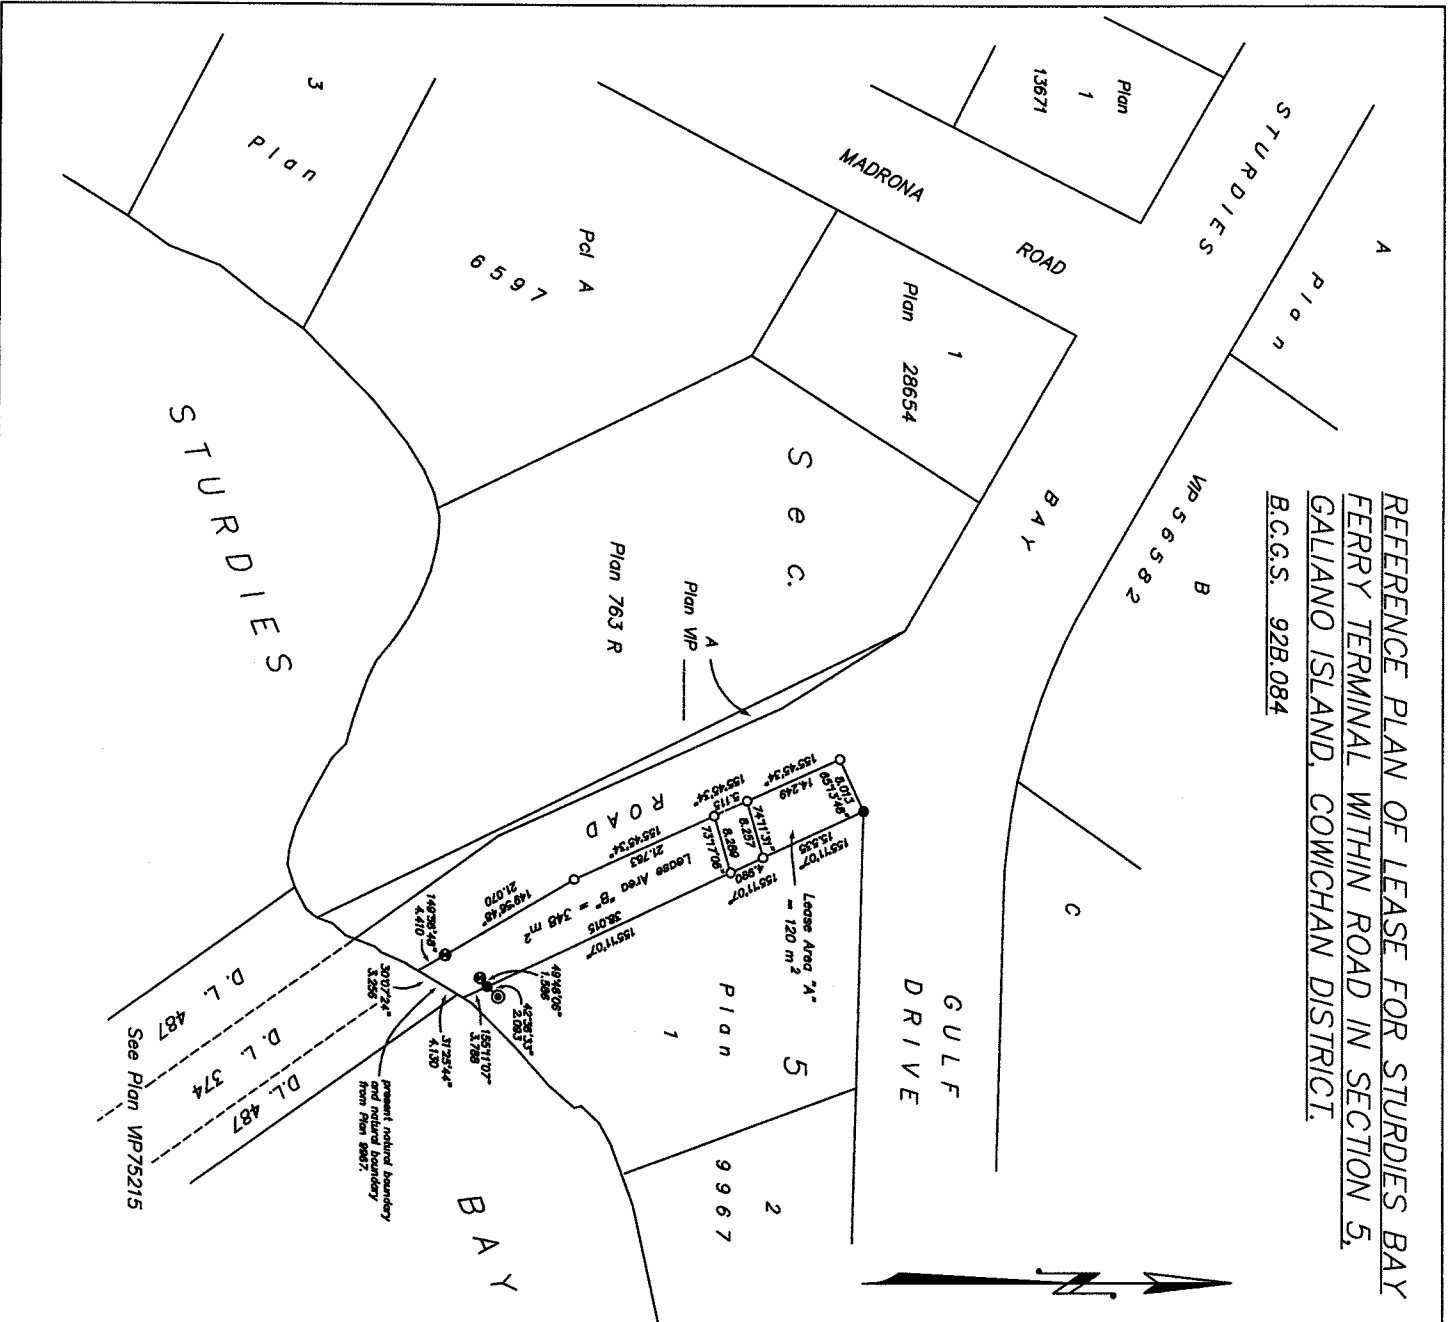 REFERENCE PLAN OF LEASE FOR STURDIES BAY
FERRY TERMINAL WITHIN ROAD IN SECTION 5,
GALIANO ISLAND, COWICHAN DISTRICT.
B.C.G.S. 92B.084
A
Plan
VIP 56582
B
C
STURDIES
BAY
ROAD
Plan
1
13671
MADRONA
ROAD
1
Plan 28654
Pcl A
6597
3
Plan
Sec.
5
Plan 763 R
A
Plan VIP
GULF
DRIVE
65°13'48"
8.013
155°45'34"
14.249
155°11'07"
15.535
74°11'31"
8.257
155°45'34"
5.115
155°11'07"
4.990
73°17'06"
8.289
Lease Area "A"
= 120 m²
155°45'34"
21.763
Lease Area "B" = 348 m²
155°11'07"
38.015
149°56'48"
21.070
149°56'48"
4.410
49°46'06"
1.586
42°36'33"
2.093
155°11'07"
3.788
31°25'44"
4.130
30°07'24"
3.256
present natural boundary
and natural boundary
from Plan 9967.
Plan
1
2
9967
D.L. 487
D.L. 374
D.L. 487
See Plan VIP75215
STURDIES
BAY